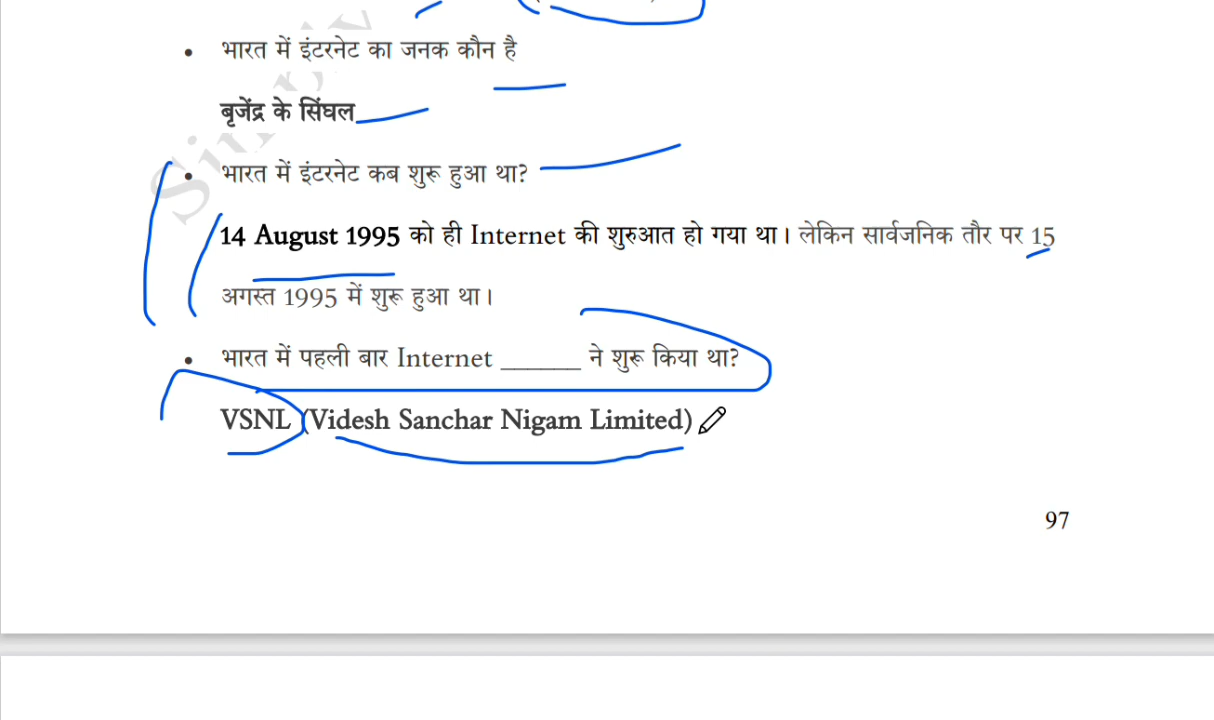 भारत में इंटरनेट का जनक कौन है
बृजेंद्र के सिंघल
भारत में इंटरनेट कब शुरू हुआ था?
14 August 1995 को ही Internet की शुरुआत हो गया था। लेकिन सार्वजनिक तौर पर 15
अगस्त 1995 में शुरू हुआ था।
भारत में पहली बार Internet ______ ने शुरू किया था?
VSNL (Videsh Sanchar Nigam Limited)
97